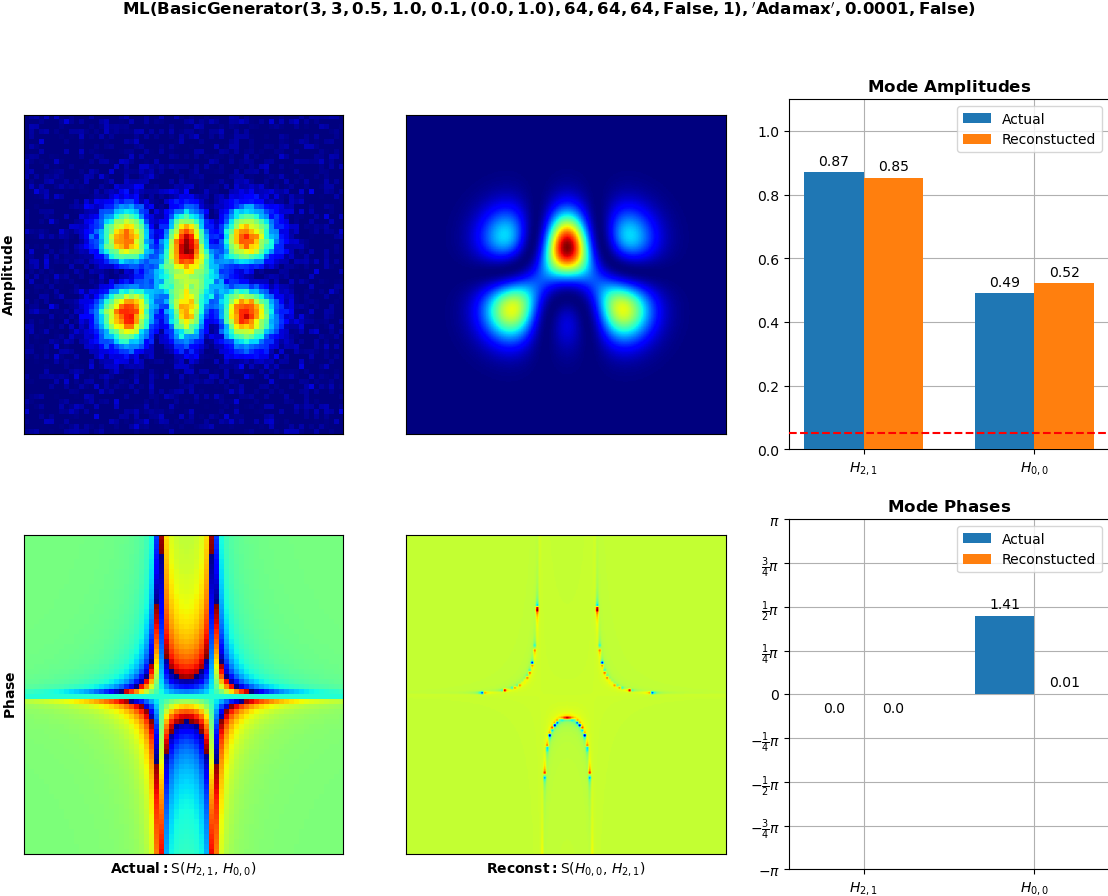 ML(BasicGenerator(3, 3, 0.5, 1.0, 0.1, (0.0, 1.0), 64, 64, 64, False, 1), ′Adamax′, 0.0001, False)
Amplitude
Mode Amplitudes
Actual
Reconstucted
1.0
0.8
0.6
0.4
0.2
0.0
0.87
0.85
0.49
0.52
H2, 1
H0, 0
Phase
Actual: S(H2, 1, H0, 0)
Reconst: S(H0, 0, H2, 1)
Mode Phases
Actual
Reconstucted
π
3/4π
1/2π
1/4π
0
−1/4π
−1/2π
−3/4π
−π
0.0
0.0
1.41
0.01
H2, 1
H0, 0